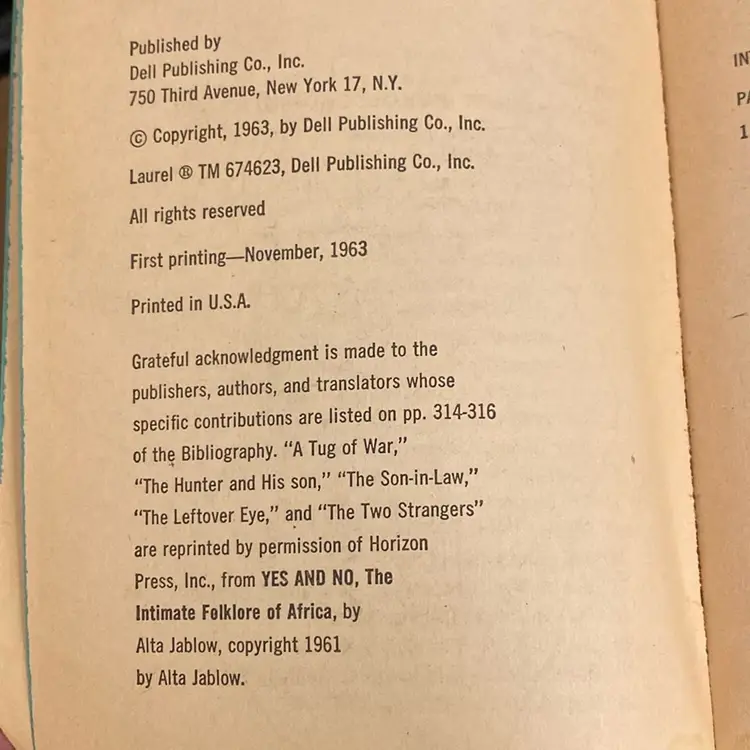 Published by
Dell Publishing Co., Inc.
750 Third Avenue, New York 17, N.Y.
© Copyright, 1963, by Dell Publishing Co., Inc.
Laurel ® TM 674623, Dell Publishing Co., Inc.
All rights reserved
First printing—November, 1963
Printed in U.S.A.
Grateful acknowledgment is made to the
publishers, authors, and translators whose
specific contributions are listed on pp. 314-316
of the Bibliography. “A Tug of War,”
“The Hunter and His son,” “The Son-in-Law,”
“The Leftover Eye,” and “The Two Strangers”
are reprinted by permission of Horizon
Press, Inc., from YES AND NO, The
Intimate Folklore of Africa, by
Alta Jablow, copyright 1961
by Alta Jablow.